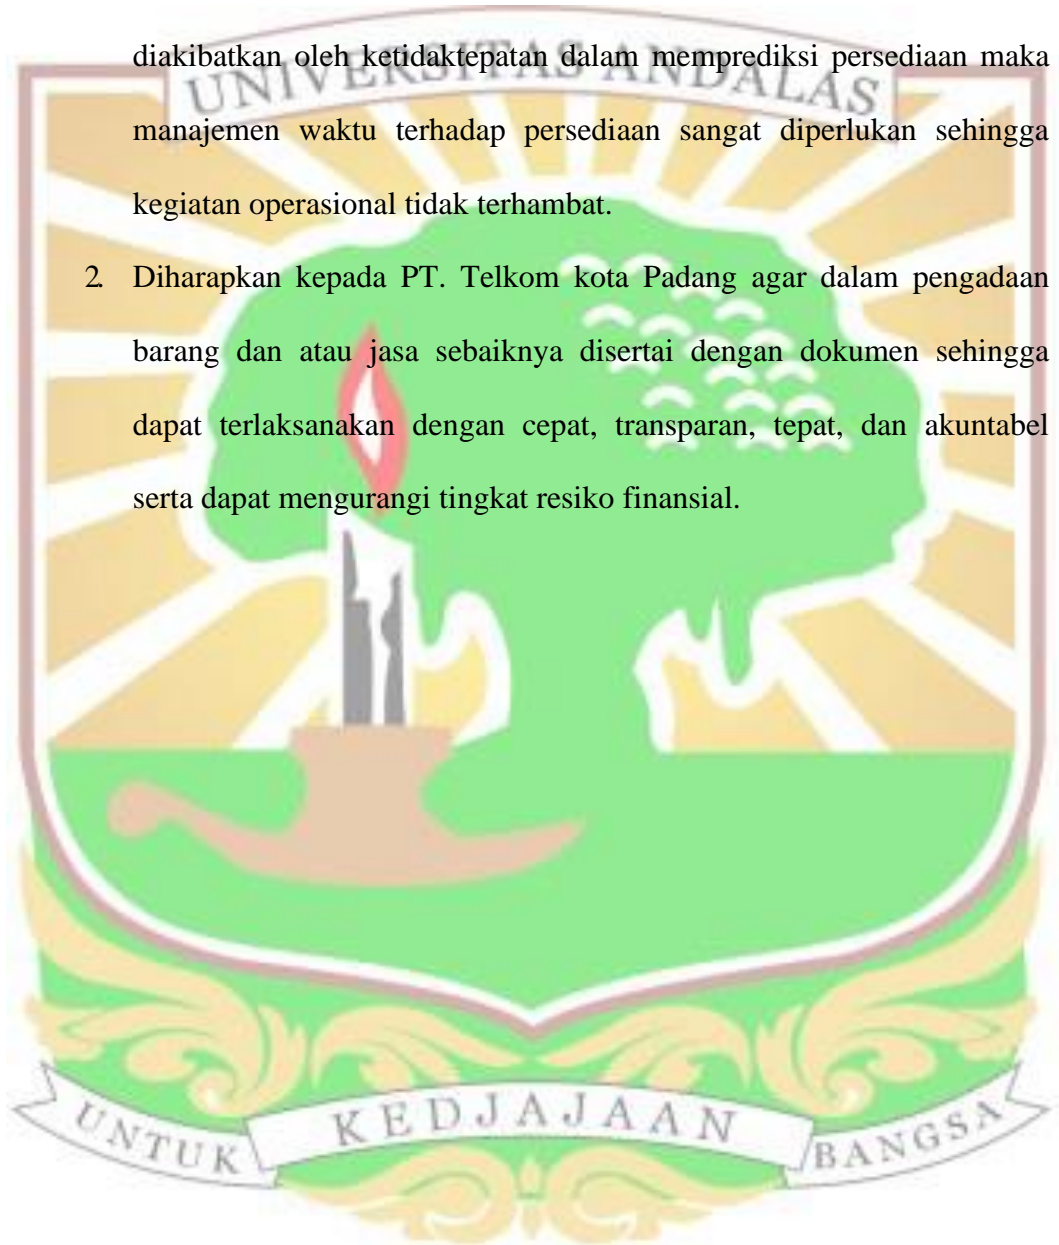 UNIVERSITAS ANDALAS
diakibatkan oleh ketidaktepatan dalam memprediksi persediaan maka
manajemen waktu terhadap persediaan sangat diperlukan sehingga
kegiatan operasional tidak terhambat.
2. Diharapkan kepada PT. Telkom kota Padang agar dalam pengadaan
barang dan atau jasa sebaiknya disertai dengan dokumen sehingga
dapat terlaksanakan dengan cepat, transparan, tepat, dan akuntabel
serta dapat mengurangi tingkat resiko finansial.
UNTUK KEDJAJAAN BANGSA